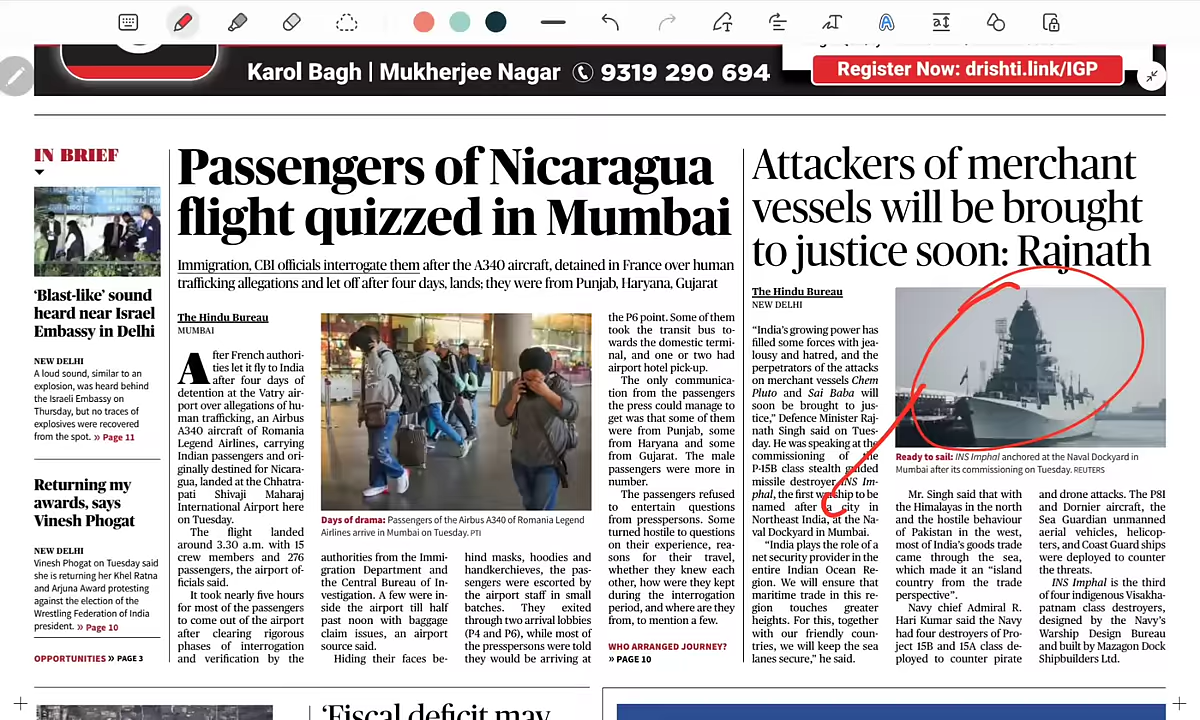 Karol Bagh | Mukherjee Nagar 9319 290 694
Register Now: drishti.link/IGP
IN BRIEF
‘Blast-like’ sound
heard near Israel
Embassy in Delhi
NEW DELHI
A loud sound, similar to an
explosion, was heard behind
the Israeli Embassy on
Thursday, but no traces of
explosives were recovered
from the spot. » Page 11
Returning my
awards, says
Vinesh Phogat
NEW DELHI
Vinesh Phogat on Tuesday said
she is returning her Khel Ratna
and Arjuna Award protesting
against the election of the
Wrestling Federation of India
president. » Page 10
OPPORTUNITIES » PAGE 3
Passengers of Nicaragua
flight quizzed in Mumbai
Immigration, CBI officials interrogate them after the A340 aircraft, detained in France over human
trafficking allegations and let off after four days, lands; they were from Punjab, Haryana, Gujarat
The Hindu Bureau
MUMBAI
After French authori-
ties let it fly to India
after four days of
detention at the Vatry air-
port over allegations of hu-
man trafficking, an Airbus
A340 aircraft of Romania
Legend Airlines, carrying
Indian passengers and ori-
ginally destined for Nicara-
gua, landed at the Chhatra-
pati Shivaji Maharaj
International Airport here
on Tuesday.
The flight landed
around 3.30 a.m. with 15
crew members and 276
passengers, the airport of-
ficials said.
It took nearly five hours
for most of the passengers
to come out of the airport
after clearing rigorous
phases of interrogation
and verification by the
Days of drama: Passengers of the Airbus A340 of Romania Legend
Airlines arrive in Mumbai on Tuesday. PTI
authorities from the Immi-
gration Department and
the Central Bureau of In-
vestigation. A few were in-
side the airport till half
past noon with baggage
claim issues, an airport
source said.
Hiding their faces be-
hind masks, hoodies and
handkerchieves, the pas-
sengers were escorted by
the airport staff in small
batches. They exited
through two arrival lobbies
(P4 and P6), while most of
the presspersons were told
they would be arriving at
the P6 point. Some of them
took the transit bus to-
wards the domestic termi-
nal, and one or two had
airport hotel pick-up.
The only communica-
tion from the passengers
the press could manage to
get was that some of them
were from Punjab, some
from Haryana and some
from Gujarat. The male
passengers were more in
number.
The passengers refused
to entertain questions
from presspersons. Some
turned hostile to questions
on their experience, rea-
sons for their travel,
whether they knew each
other, how were they kept
during the interrogation
period, and where are they
from, to mention a few.
WHO ARRANGED JOURNEY?
» PAGE 10
Attackers of merchant
vessels will be brought
to justice soon: Rajnath
The Hindu Bureau
NEW DELHI
“India’s growing power has
filled some forces with jea-
lousy and hatred, and the
perpetrators of the attacks
on merchant vessels Chem
Pluto and Sai Baba will
soon be brought to jus-
tice,” Defence Minister Raj-
nath Singh said on Tues-
day. He was speaking at the
commissioning of the
P-15B class stealth guided
missile destroyer INS Im-
phal, the first warship to be
named after a city in
Northeast India, at the Na-
val Dockyard in Mumbai.
“India plays the role of a
net security provider in the
entire Indian Ocean Re-
gion. We will ensure that
maritime trade in this re-
gion touches greater
heights. For this, together
with our friendly coun-
tries, we will keep the sea
lanes secure,” he said.
Ready to sail: INS Imphal anchored at the Naval Dockyard in
Mumbai after its commissioning on Tuesday. REUTERS
Mr. Singh said that with
the Himalayas in the north
and the hostile behaviour
of Pakistan in the west,
most of India’s goods trade
came through the sea,
which made it an “island
country from the trade
perspective”.
Navy chief Admiral R.
Hari Kumar said the Navy
had four destroyers of Pro-
ject 15B and 15A class de-
ployed to counter pirate
and drone attacks. The P8I
and Dornier aircraft, the
Sea Guardian unmanned
aerial vehicles, helicop-
ters, and Coast Guard ships
were deployed to counter
the threats.
INS Imphal is the third
of four indigenous Visakha-
patnam class destroyers,
designed by the Navy’s
Warship Design Bureau
and built by Mazagon Dock
Shipbuilders Ltd.
‘Fiscal deficit may